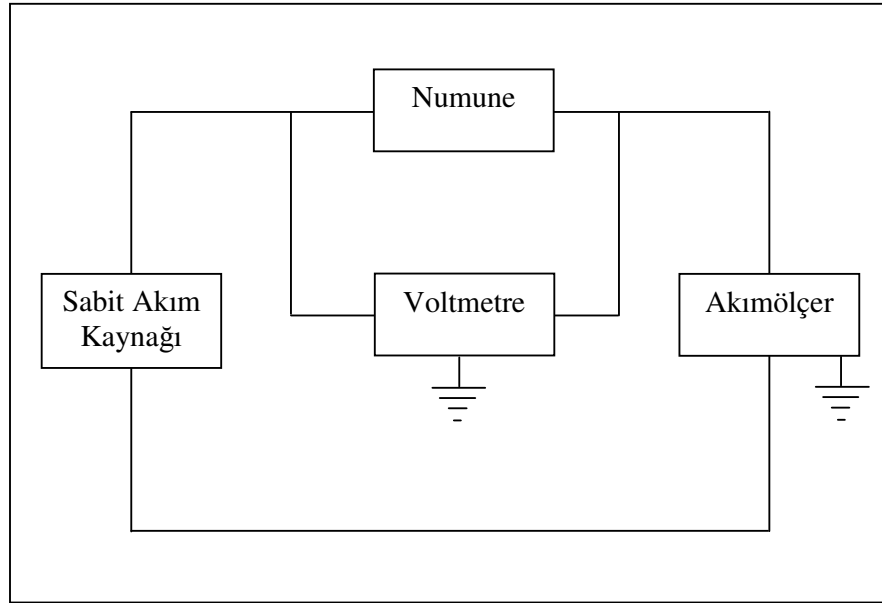 Numune
Sabit Akım
Kaynağı
Voltmetre
Akımölçer